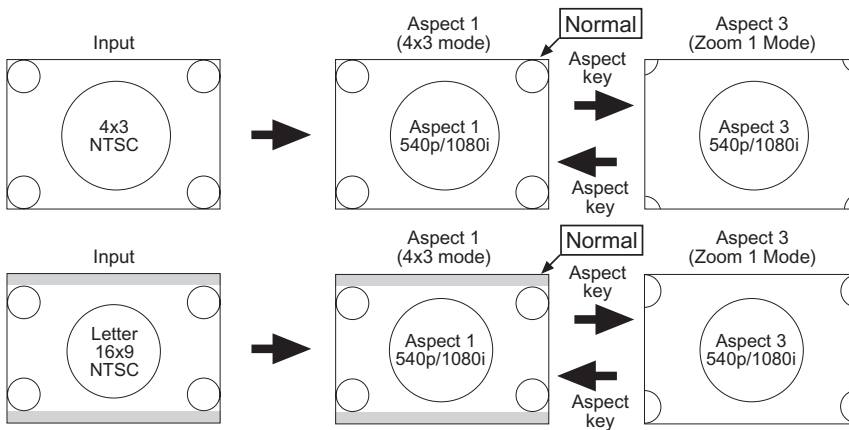 Input
4x3
NTSC
Aspect 1
(4x3 mode)
Normal
Aspect 1
540p/1080i
Aspect
key
Aspect
key
Aspect 3
(Zoom 1 Mode)
Aspect 3
540p/1080i
Input
Letter
16x9
NTSC
Aspect 1
(4x3 mode)
Normal
Aspect 1
540p/1080i
Aspect
key
Aspect
key
Aspect 3
(Zoom 1 Mode)
Aspect 3
540p/1080i